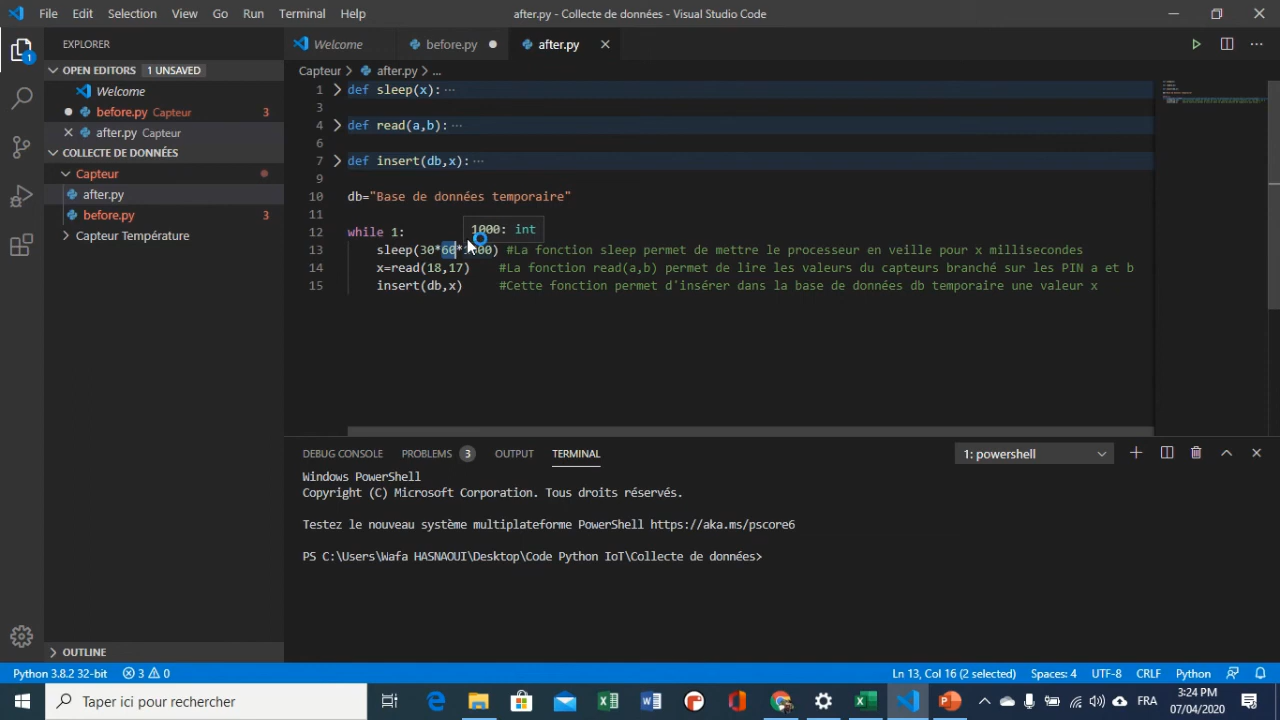 File Edit Selection View Go Run Terminal Help
after.py - Collecte de données - Visual Studio Code
EXPLORER
Welcome
before.py
after.py
OPEN EDITORS 1 UNSAVED
Welcome
before.py Capteur 3
after.py Capteur
COLLECTE DE DONNÉES
Capteur
after.py
before.py 3
Capteur Température
OUTLINE
1
Capteur > after.py > ...
1 def sleep(x): ...
3
4 def read(a,b): ...
6
7 def insert(db,x): ...
9
10 db="Base de données temporaire"
11
1000: int
12 while 1:
13 sleep(30*60*1000) #La fonction sleep permet de mettre le processeur en veille pour x millisecondes
14 x=read(18,17) #La fonction read(a,b) permet de lire les valeurs du capteurs branché sur les PIN a et b
15 insert(db,x) #Cette fonction permet d'insérer dans la base de données db temporaire une valeur x
DEBUG CONSOLE PROBLEMS 3 OUTPUT TERMINAL
1: powershell
Windows PowerShell
Copyright (C) Microsoft Corporation. Tous droits réservés.
Testez le nouveau système multiplateforme PowerShell https://aka.ms/pscore6
PS C:\Users\Wafa HASNAOUI\Desktop\Code Python IoT\Collecte de données>
Python 3.8.2 32-bit 3 0
Ln 13, Col 16 (2 selected) Spaces: 4 UTF-8 CRLF Python
Taper ici pour rechercher
FRA
3:24 PM
07/04/2020